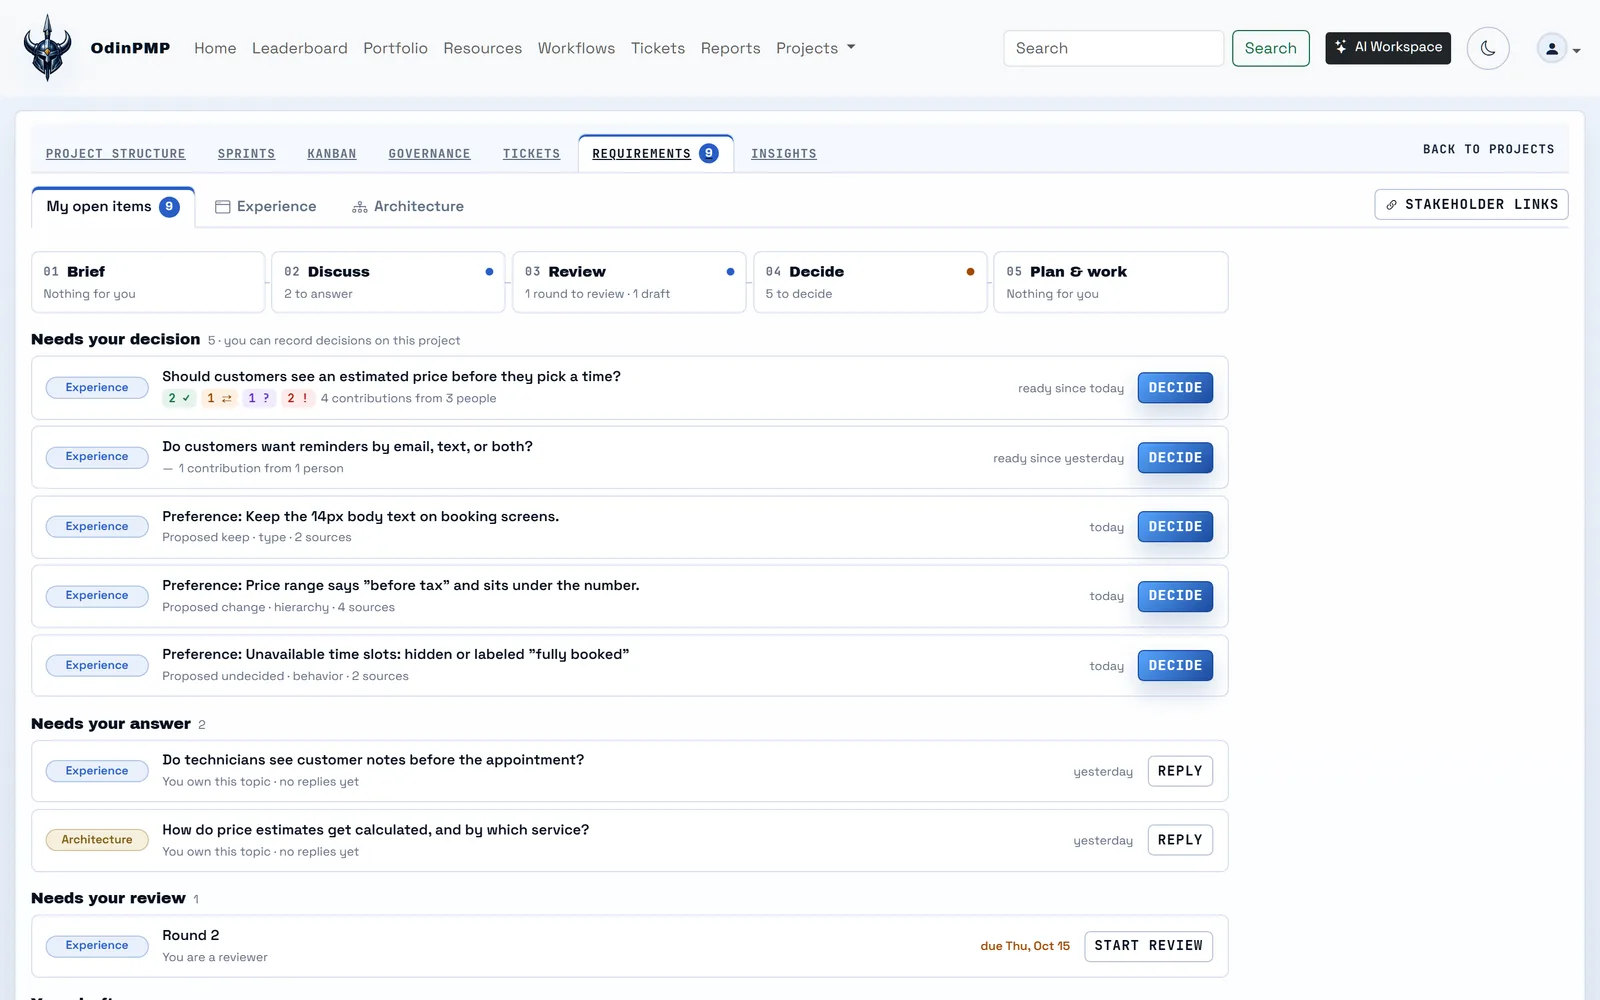 OdinPMP
Home
Leaderboard
Portfolio
Resources
Workflows
Tickets
Reports
Projects
Search
Search
AI Workspace
PROJECT STRUCTURE
SPRINTS
KANBAN
GOVERNANCE
TICKETS
REQUIREMENTS 9
INSIGHTS
BACK TO PROJECTS
My open items 9
Experience
Architecture
STAKEHOLDER LINKS
01 Brief
Nothing for you
02 Discuss
2 to answer
03 Review
1 round to review · 1 draft
04 Decide
5 to decide
05 Plan & work
Nothing for you
Needs your decision 5 · you can record decisions on this project
Experience
Should customers see an estimated price before they pick a time?
2 ✓ 1 ⇄ 1 ? 2 ! 4 contributions from 3 people
ready since today
DECIDE
Experience
Do customers want reminders by email, text, or both?
— 1 contribution from 1 person
ready since yesterday
DECIDE
Experience
Preference: Keep the 14px body text on booking screens.
Proposed keep · type · 2 sources
today
DECIDE
Experience
Preference: Price range says "before tax" and sits under the number.
Proposed change · hierarchy · 4 sources
today
DECIDE
Experience
Preference: Unavailable time slots: hidden or labeled "fully booked"
Proposed undecided · behavior · 2 sources
today
DECIDE
Needs your answer 2
Experience
Do technicians see customer notes before the appointment?
You own this topic · no replies yet
yesterday
REPLY
Architecture
How do price estimates get calculated, and by which service?
You own this topic · no replies yet
yesterday
REPLY
Needs your review 1
Experience
Round 2
You are a reviewer
due Thu, Oct 15
START REVIEW